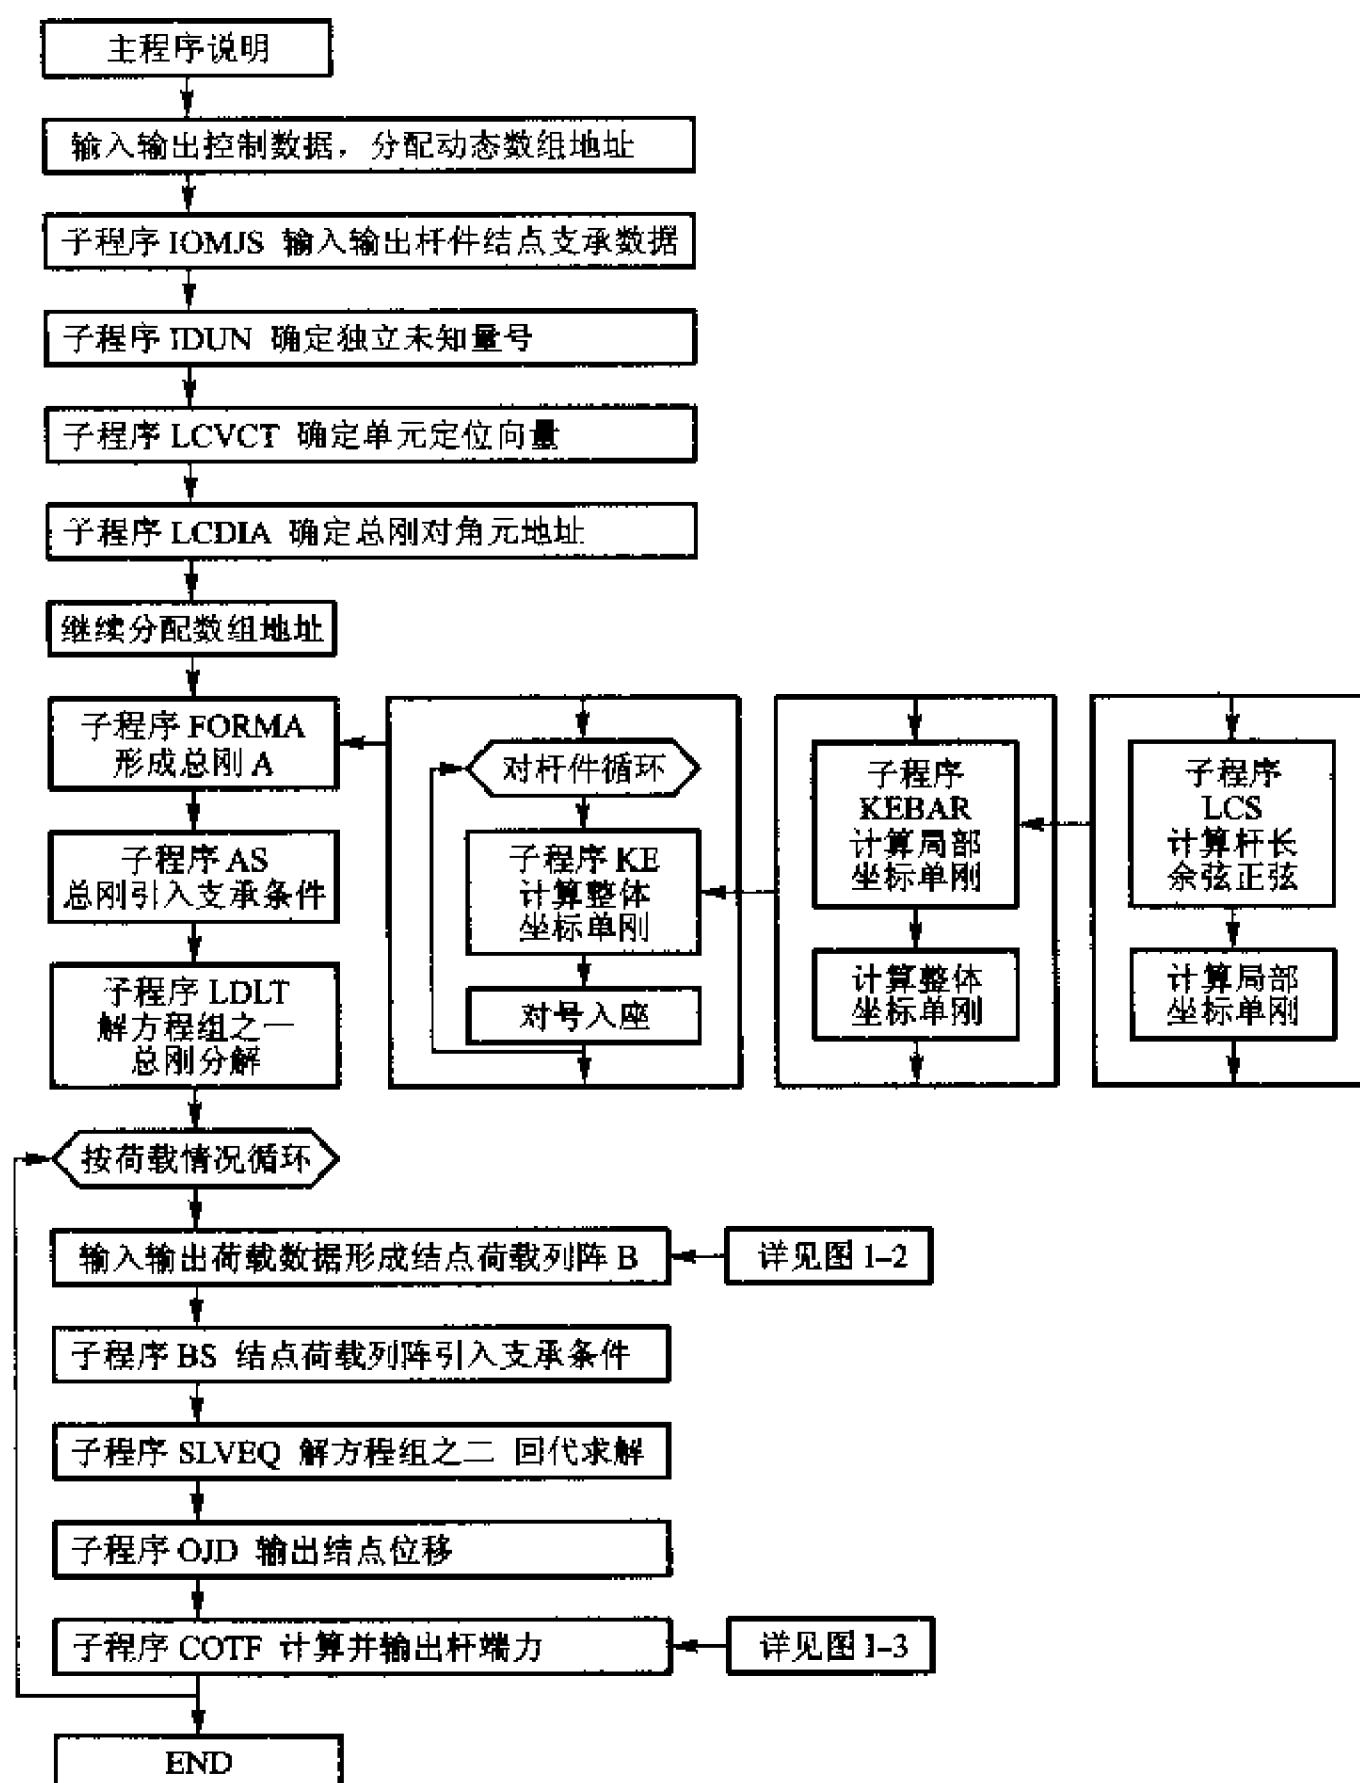 主程序说明
输入输出控制数据，分配动态数组地址
子程序 IOMJS 输入输出杆件结点支承数据
子程序 IDUN 确定独立未知量号
子程序 LCVCT 确定单元定位向量
子程序 LCDIA 确定总刚对角元地址
继续分配数组地址
子程序 FORMA
形成总刚 A
对杆件循环
子程序 KE
计算整体
坐标单刚
对号入座
子程序
KEBAR
计算局部
坐标单刚
计算整体
坐标单刚
子程序
LCS
计算杆长
余弦正弦
计算局部
坐标单刚
子程序 AS
总刚引入支承条件
子程序 LDLT
解方程组之一
总刚分解
按荷载情况循环
输入输出荷载数据形成结点荷载列阵 B
详见图 1-2
子程序 BS 结点荷载列阵引入支承条件
子程序 SLVEQ 解方程组之二 回代求解
子程序 OJD 输出结点位移
子程序 COTF 计算并输出杆端力
详见图 1-3
END